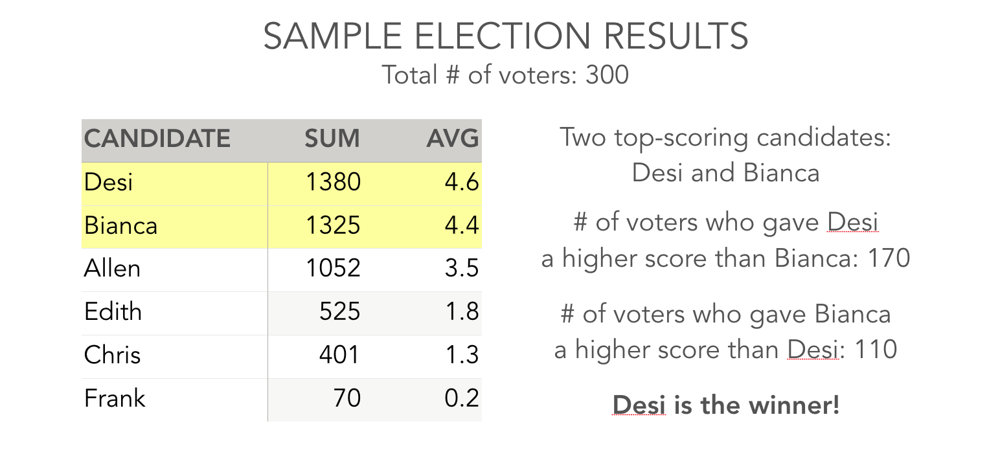 SAMPLE ELECTION RESULTS
Total # of voters: 300
CANDIDATE SUM AVG
Desi 1380 4.6
Bianca 1325 4.4
Allen 1052 3.5
Edith 525 1.8
Chris 401 1.3
Frank 70 0.2
Two top-scoring candidates:
Desi and Bianca
# of voters who gave Desi
a higher score than Bianca: 170
# of voters who gave Bianca
a higher score than Desi: 110
Desi is the winner!